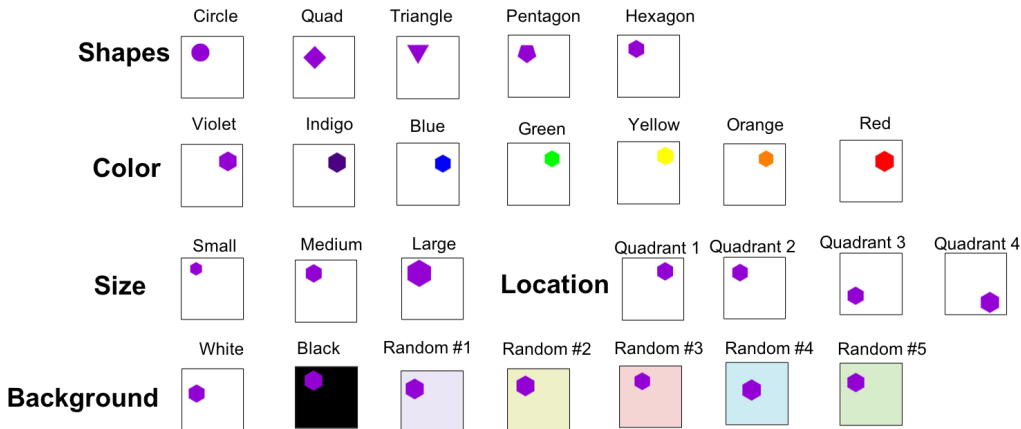 Circle Quad Triangle Pentagon Hexagon
Shapes
Violet Indigo Blue Green Yellow Orange Red
Color
Small Medium Large
Size
Quadrant 1 Quadrant 2 Quadrant 3 Quadrant 4
Location
White Black Random #1 Random #2 Random #3 Random #4 Random #5
Background